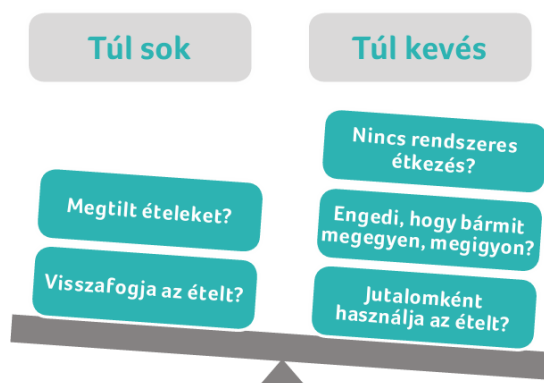 Túl sok
Túl kevés
Megtilt ételeket?
Visszafogja az ételt?
Nincs rendszeres
étkezés?
Engedi, hogy bármit
megegyen, megigyon?
Jutalomként
használja az ételt?